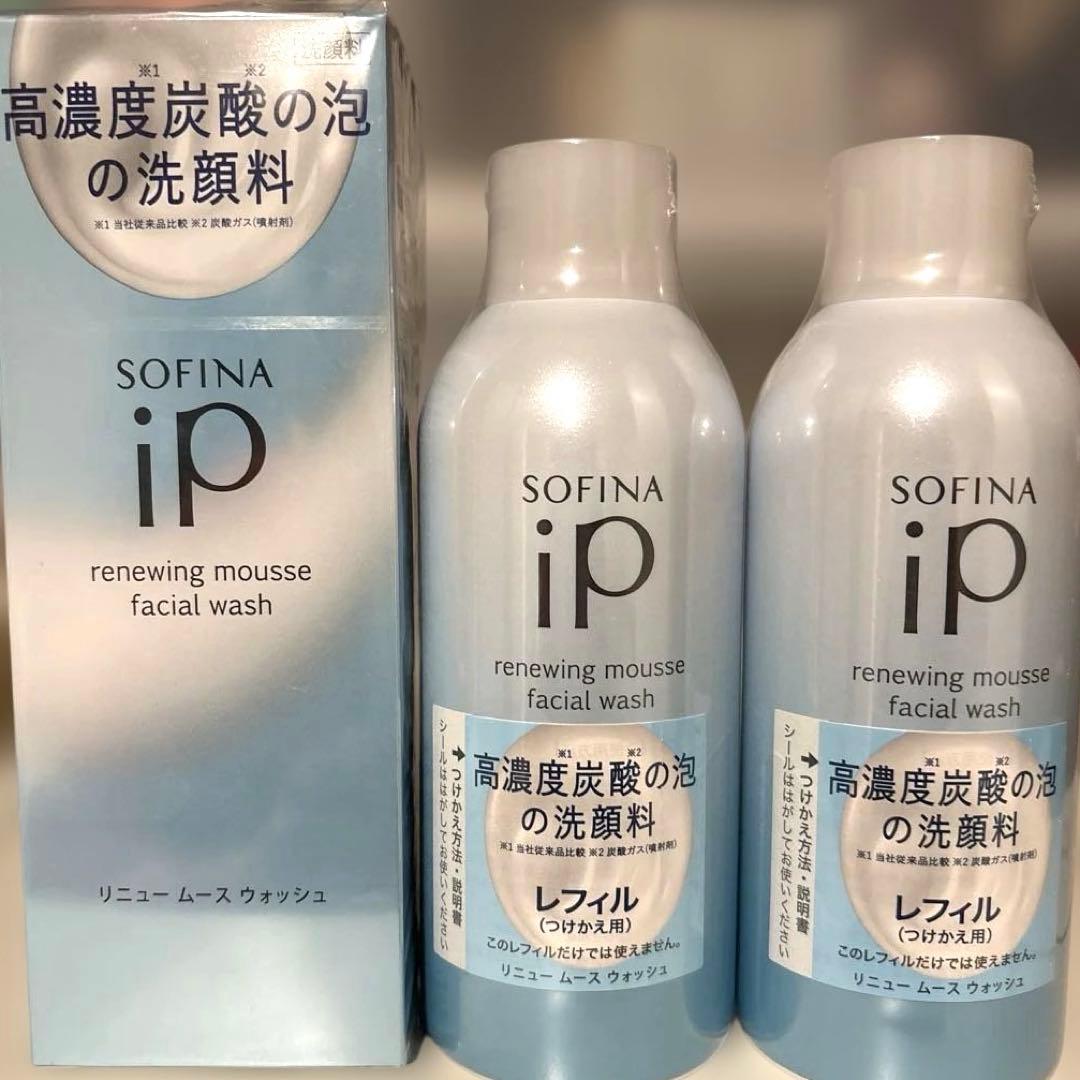 洗顔料
高濃度※1炭酸※2の泡
の洗顔料
※1 当社従来品比較 ※2 炭酸ガス(噴射剤)
SOFINA
iP
renewing mousse
facial wash
リニュー ムース ウォッシュ
SOFINA
iP
renewing mousse
facial wash
➔つけかえ方法・説明書
シールははがしてお使いください
高濃度※1炭酸※2の泡
の洗顔料
※1 当社従来品比較 ※2 炭酸ガス(噴射剤)
レフィル
(つけかえ用)
このレフィルだけでは使えません。
リニュー ムース ウォッシュ
SOFINA
iP
renewing mousse
facial wash
➔つけかえ方法・説明書
シールははがしてお使いください
高濃度※1炭酸※2の泡
の洗顔料
※1 当社従来品比較 ※2 炭酸ガス(噴射剤)
レフィル
(つけかえ用)
このレフィルだけでは使えません。
リニュー ムース ウォッシュ